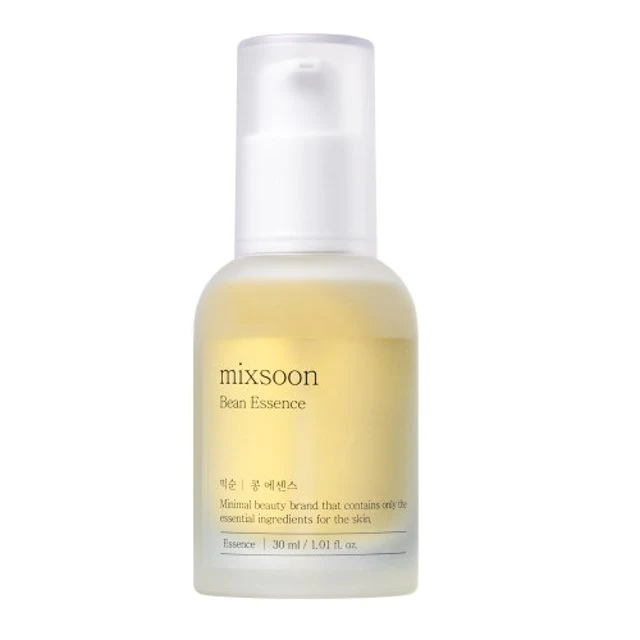 mixsoon
Bean Essence
믹순 | 콩 에센스
Minimal beauty brand that contains only the
essential ingredients for the skin.
Essence | 30 ml / 1.01 fl. oz.